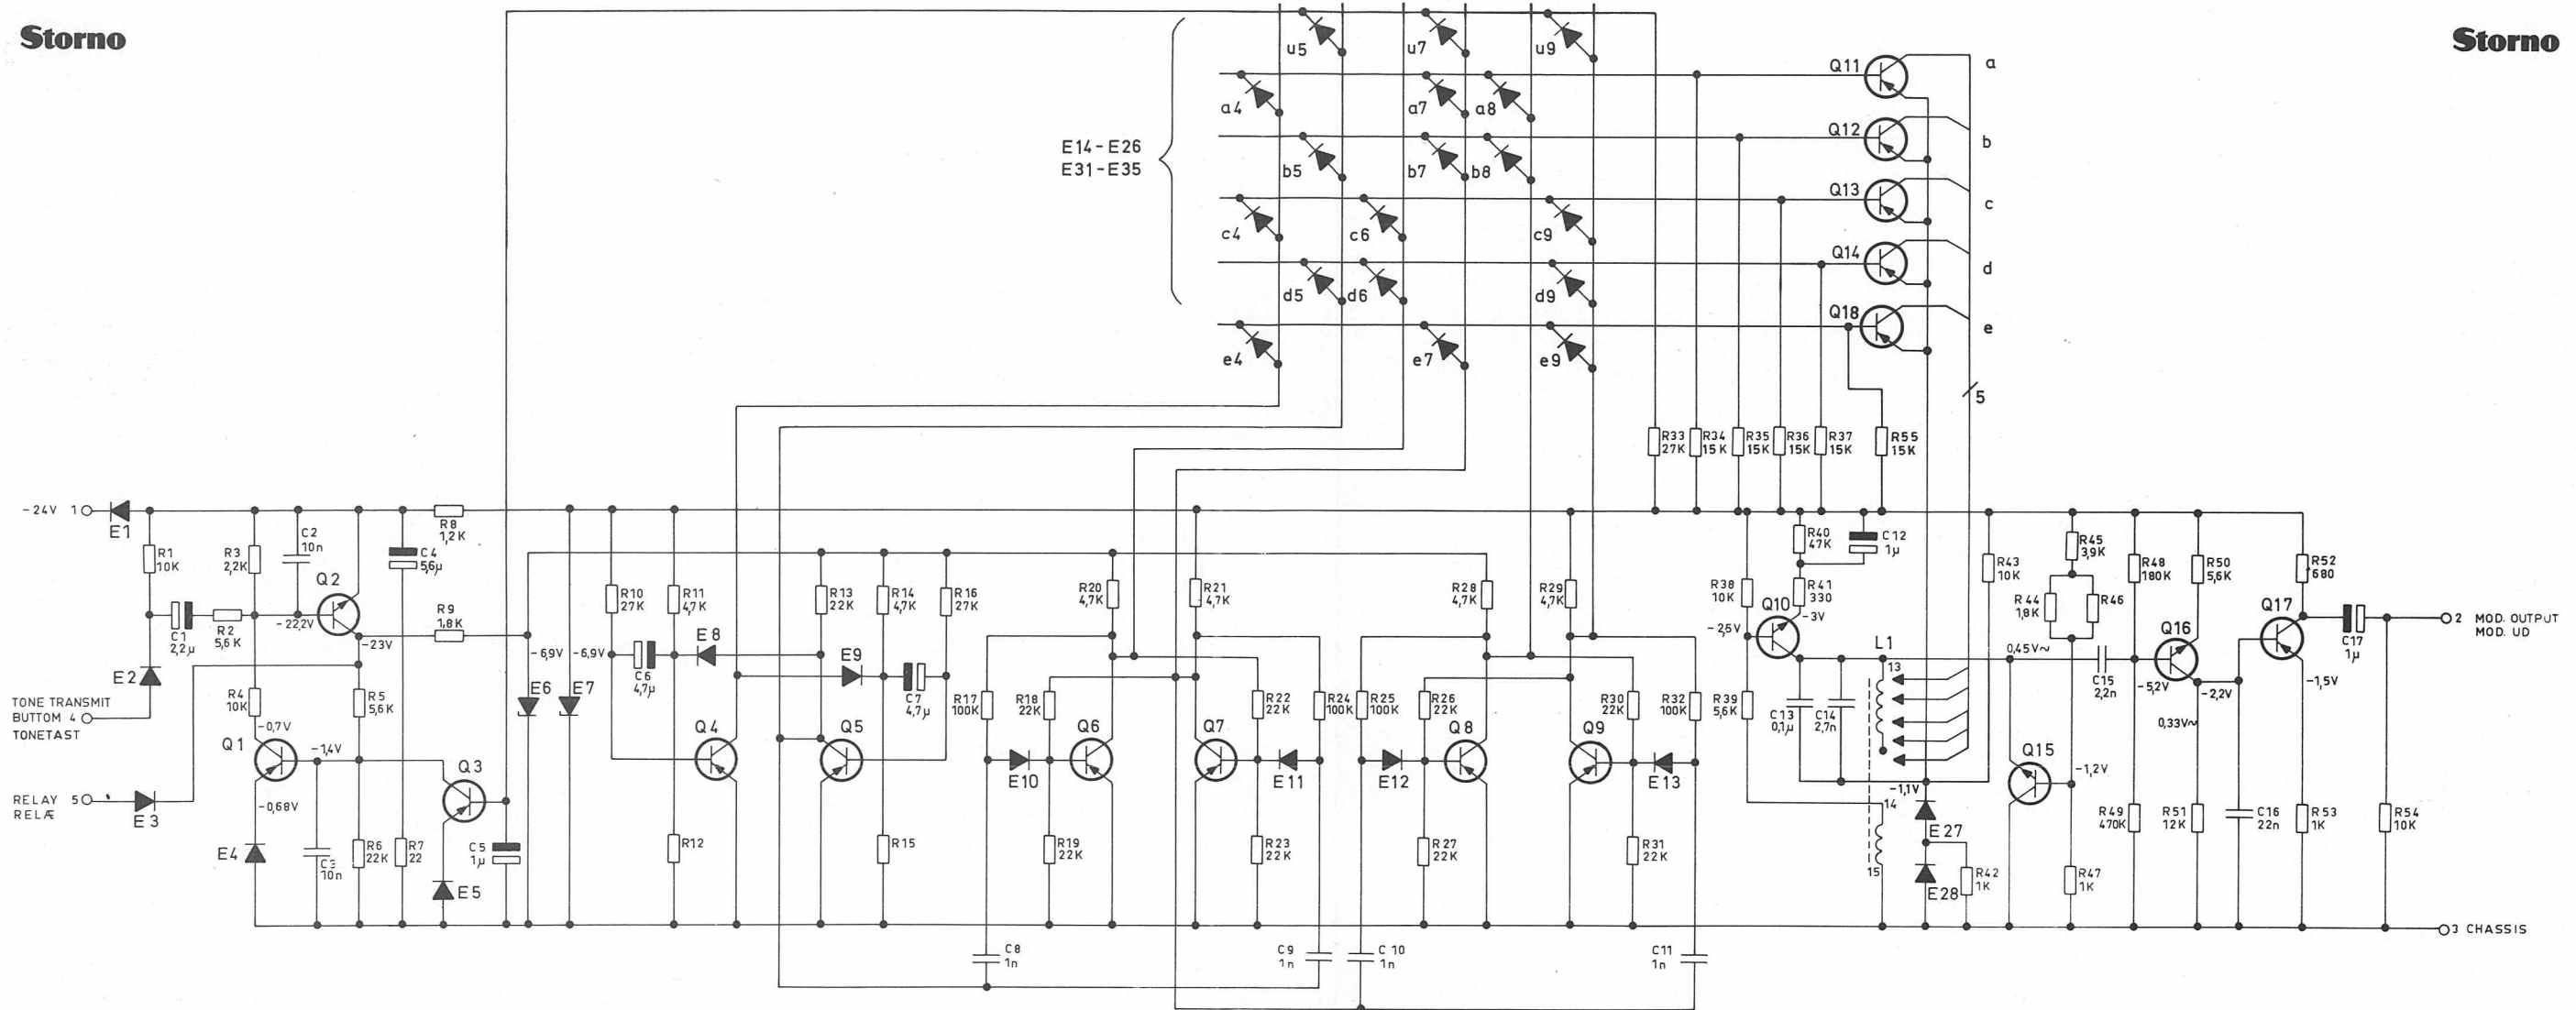 Storno
Storno
u5
u7
u9
Q11
a
a4
a7
a8
Q12
b
E14-E26
E31-E35
b5
b7
b8
Q13
c
c4
c6
c9
Q14
d
d5
d6
d9
Q18
e
e4
e7
e9
5
R33
27K
R34
15K
R35
15K
R36
15K
R37
15K
R55
15K
-24V 1
E1
R1
10K
R3
2,2K
C2
10n
Q2
C4
5,6µ
R8
1,2K
C1
2,2µ
R2
5,6K
-22,2V
-23V
R9
1,8K
E2
TONE TRANSMIT
BUTTOM 4
TONETAST
R4
10K
R5
5,6K
-0,7V
Q1
-1,4V
Q3
-0,68V
RELAY 5
RELÆ
E3
E4
C3
10n
R6
22K
R7
22
C5
1µ
E5
-6,9V
-6,9V
E6
E7
R10
27K
R11
4,7K
C6
4,7µ
E8
R13
22K
R14
4,7K
R16
27K
E9
C7
4,7µ
Q4
Q5
R12
R15
R20
4,7K
R21
4,7K
R17
100K
R18
22K
R22
22K
R24
100K
E10
Q6
Q7
E11
R19
22K
R23
22K
C8
1n
C9
1n
R28
4,7K
R29
4,7K
R25
100K
R26
22K
R30
22K
R32
100K
E12
Q8
Q9
E13
R27
22K
R31
22K
C10
1n
C11
1n
R38
10K
R40
47K
C12
1µ
R41
330
Q10
-3V
-2,5V
R39
5,6K
C13
0,1µ
C14
2,7n
L1
13
14
15
-1,1V
E27
E28
R42
1K
R43
10K
R45
3,9K
R44
1,8K
R46
0,45V~
C15
2,2n
Q15
-1,2V
R47
1K
R48
180K
R50
5,6K
Q16
-5,2V
-2,2V
0,33V~
R49
470K
R51
12K
C16
22n
R52
680
Q17
-1,5V
C17
1µ
R53
1K
R54
10K
2 MOD. OUTPUT
MOD. UD
3 CHASSIS